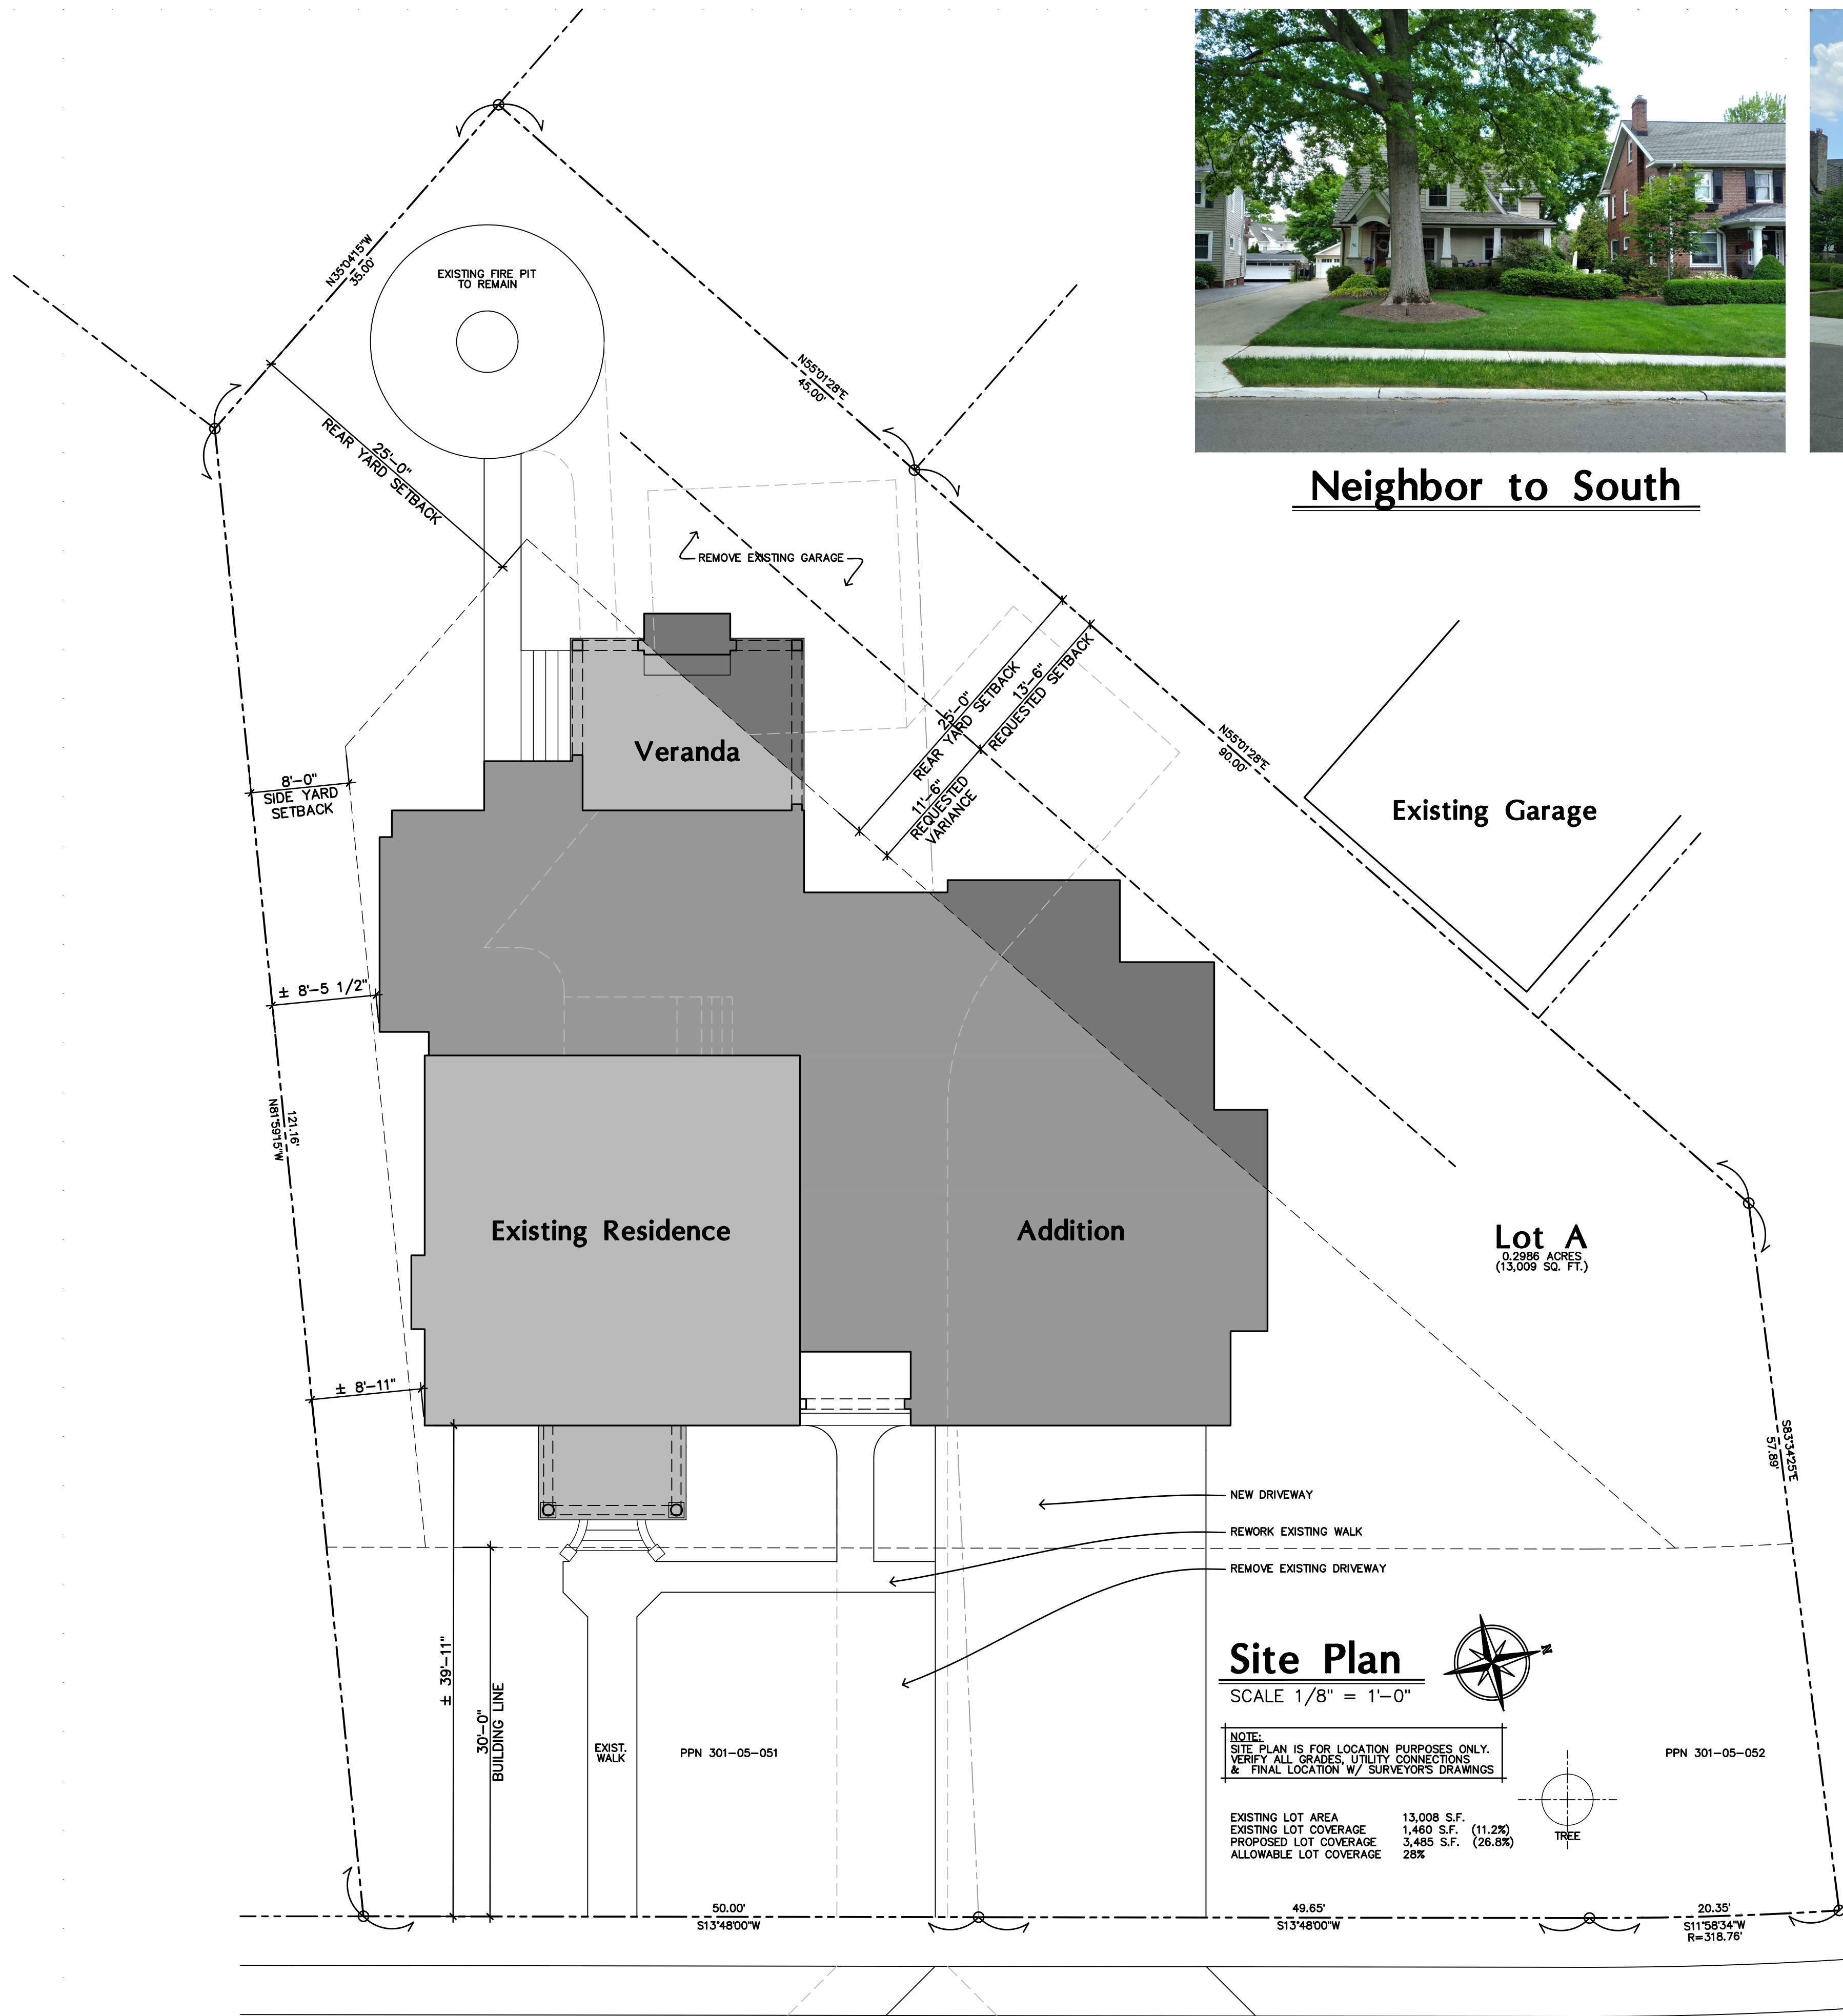 N35°04'15"W
35.00'
EXISTING FIRE PIT
TO REMAIN
N55°01'28"E
45.00'
25'-0"
REAR YARD SETBACK
Neighbor to South
REMOVE EXISTING GARAGE
25'-0"
REAR YARD SETBACK
13'-6"
REQUESTED SETBACK
11'-6"
REQUESTED
VARIANCE
N55°01'28"E
90.00'
Veranda
8'-0"
SIDE YARD
SETBACK
Existing Garage
± 8'-5 1/2"
121.16'
N81°59'15"W
Existing Residence
Addition
Lot A
0.2986 ACRES
(13,009 SQ. FT.)
± 8'-11"
S83°34'25"E
57.89'
NEW DRIVEWAY
REWORK EXISTING WALK
REMOVE EXISTING DRIVEWAY
± 39'-11"
30'-0"
BUILDING LINE
EXIST.
WALK
PPN 301-05-051
Site Plan
SCALE 1/8" = 1'-0"
N
NOTE:
SITE PLAN IS FOR LOCATION PURPOSES ONLY.
VERIFY ALL GRADES, UTILITY CONNECTIONS
& FINAL LOCATION W/ SURVEYOR'S DRAWINGS
PPN 301-05-052
TREE
EXISTING LOT AREA 13,008 S.F.
EXISTING LOT COVERAGE 1,460 S.F. (11.2%)
PROPOSED LOT COVERAGE 3,485 S.F. (26.8%)
ALLOWABLE LOT COVERAGE 28%
50.00'
S13°48'00"W
49.65'
S13°48'00"W
20.35'
S11°58'34"W
R=318.76'